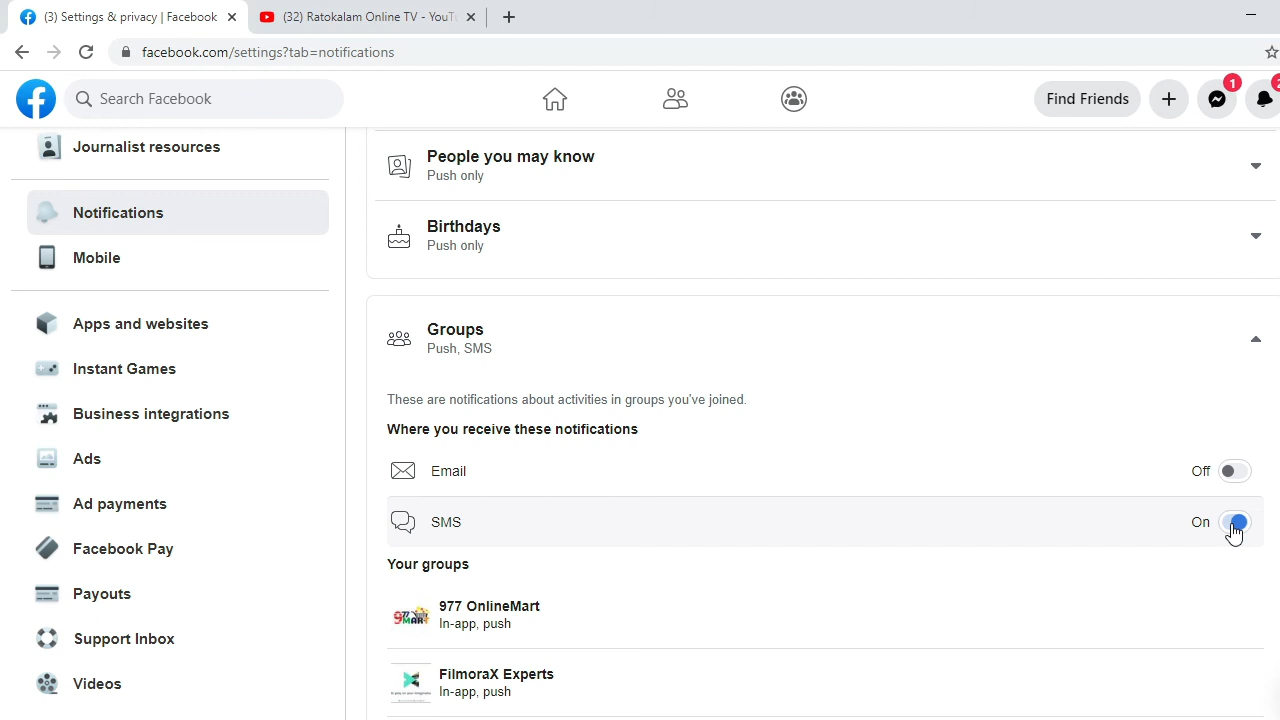 (3) Settings & privacy | Facebook
(32) Ratokalam Online TV - YouT
facebook.com/settings?tab=notifications
Search Facebook
Find Friends
1
Journalist resources
Notifications
Mobile
Apps and websites
Instant Games
Business integrations
Ads
Ad payments
Facebook Pay
Payouts
Support Inbox
Videos
People you may know
Push only
Birthdays
Push only
Groups
Push, SMS
These are notifications about activities in groups you've joined.
Where you receive these notifications
Email
Off
SMS
On
Your groups
977 OnlineMart
In-app, push
FilmoraX Experts
In-app, push